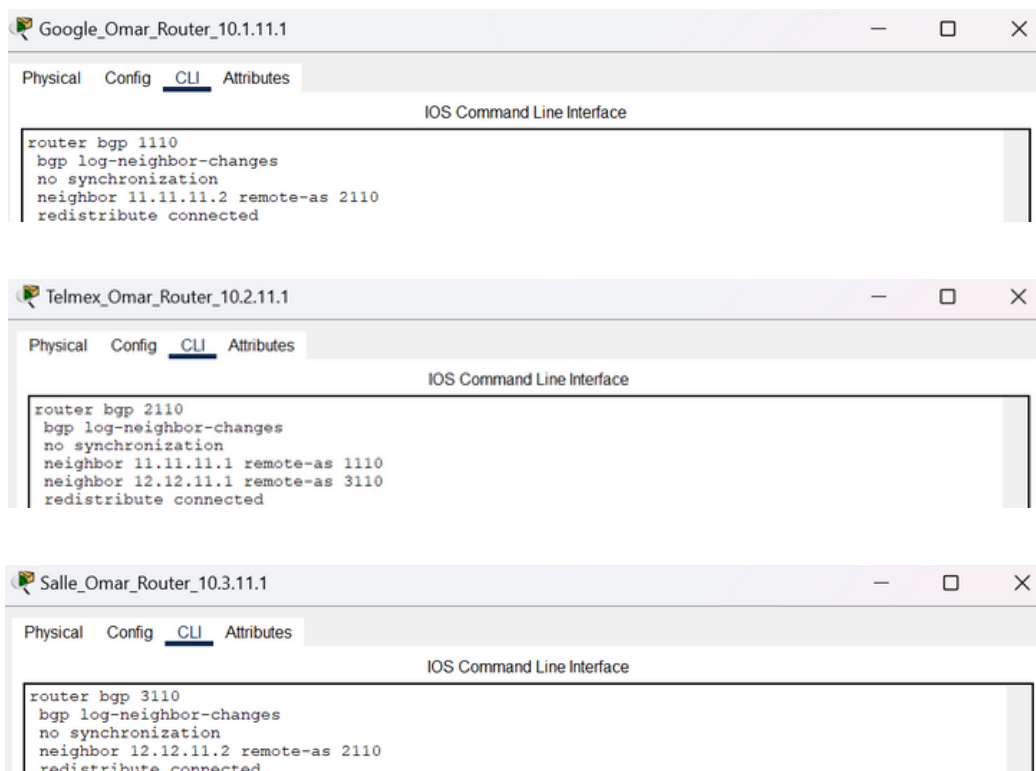 Google_Omar_Router_10.1.11.1
Physical Config CLI Attributes
IOS Command Line Interface
router bgp 1110
bgp log-neighbor-changes
no synchronization
neighbor 11.11.11.2 remote-as 2110
redistribute connected
Telmex_Omar_Router_10.2.11.1
Physical Config CLI Attributes
IOS Command Line Interface
router bgp 2110
bgp log-neighbor-changes
no synchronization
neighbor 11.11.11.1 remote-as 1110
neighbor 12.12.11.1 remote-as 3110
redistribute connected
Salle_Omar_Router_10.3.11.1
Physical Config CLI Attributes
IOS Command Line Interface
router bgp 3110
bgp log-neighbor-changes
no synchronization
neighbor 12.12.11.2 remote-as 2110
redistribute connected